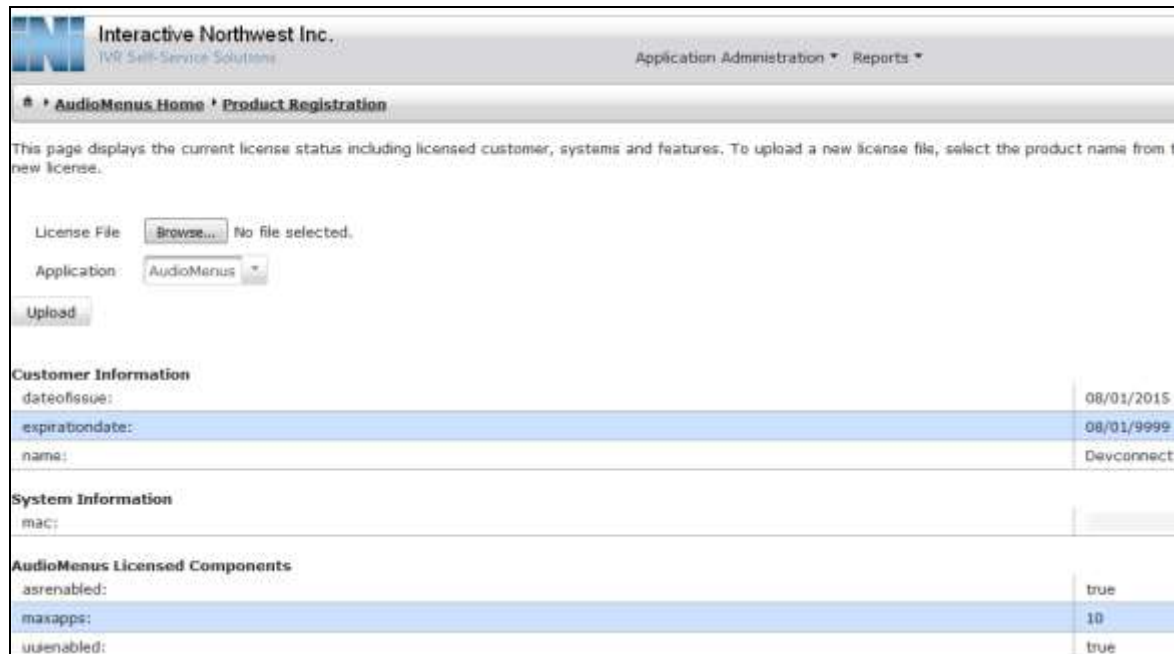 iNi
Interactive Northwest Inc.
IVR Self-Service Solutions
Application Administration Reports
AudioMenus Home Product Registration
This page displays the current license status including licensed customer, systems and features. To upload a new license file, select the product name from
new license.
License File Browse... No file selected.
Application AudioMenus
Upload
Customer Information
dateofissue: 08/01/2015
expirationdate: 08/01/9999
name: Devconnect
System Information
mac:
AudioMenus Licensed Components
asrenabled: true
maxapps: 10
uuienabled: true